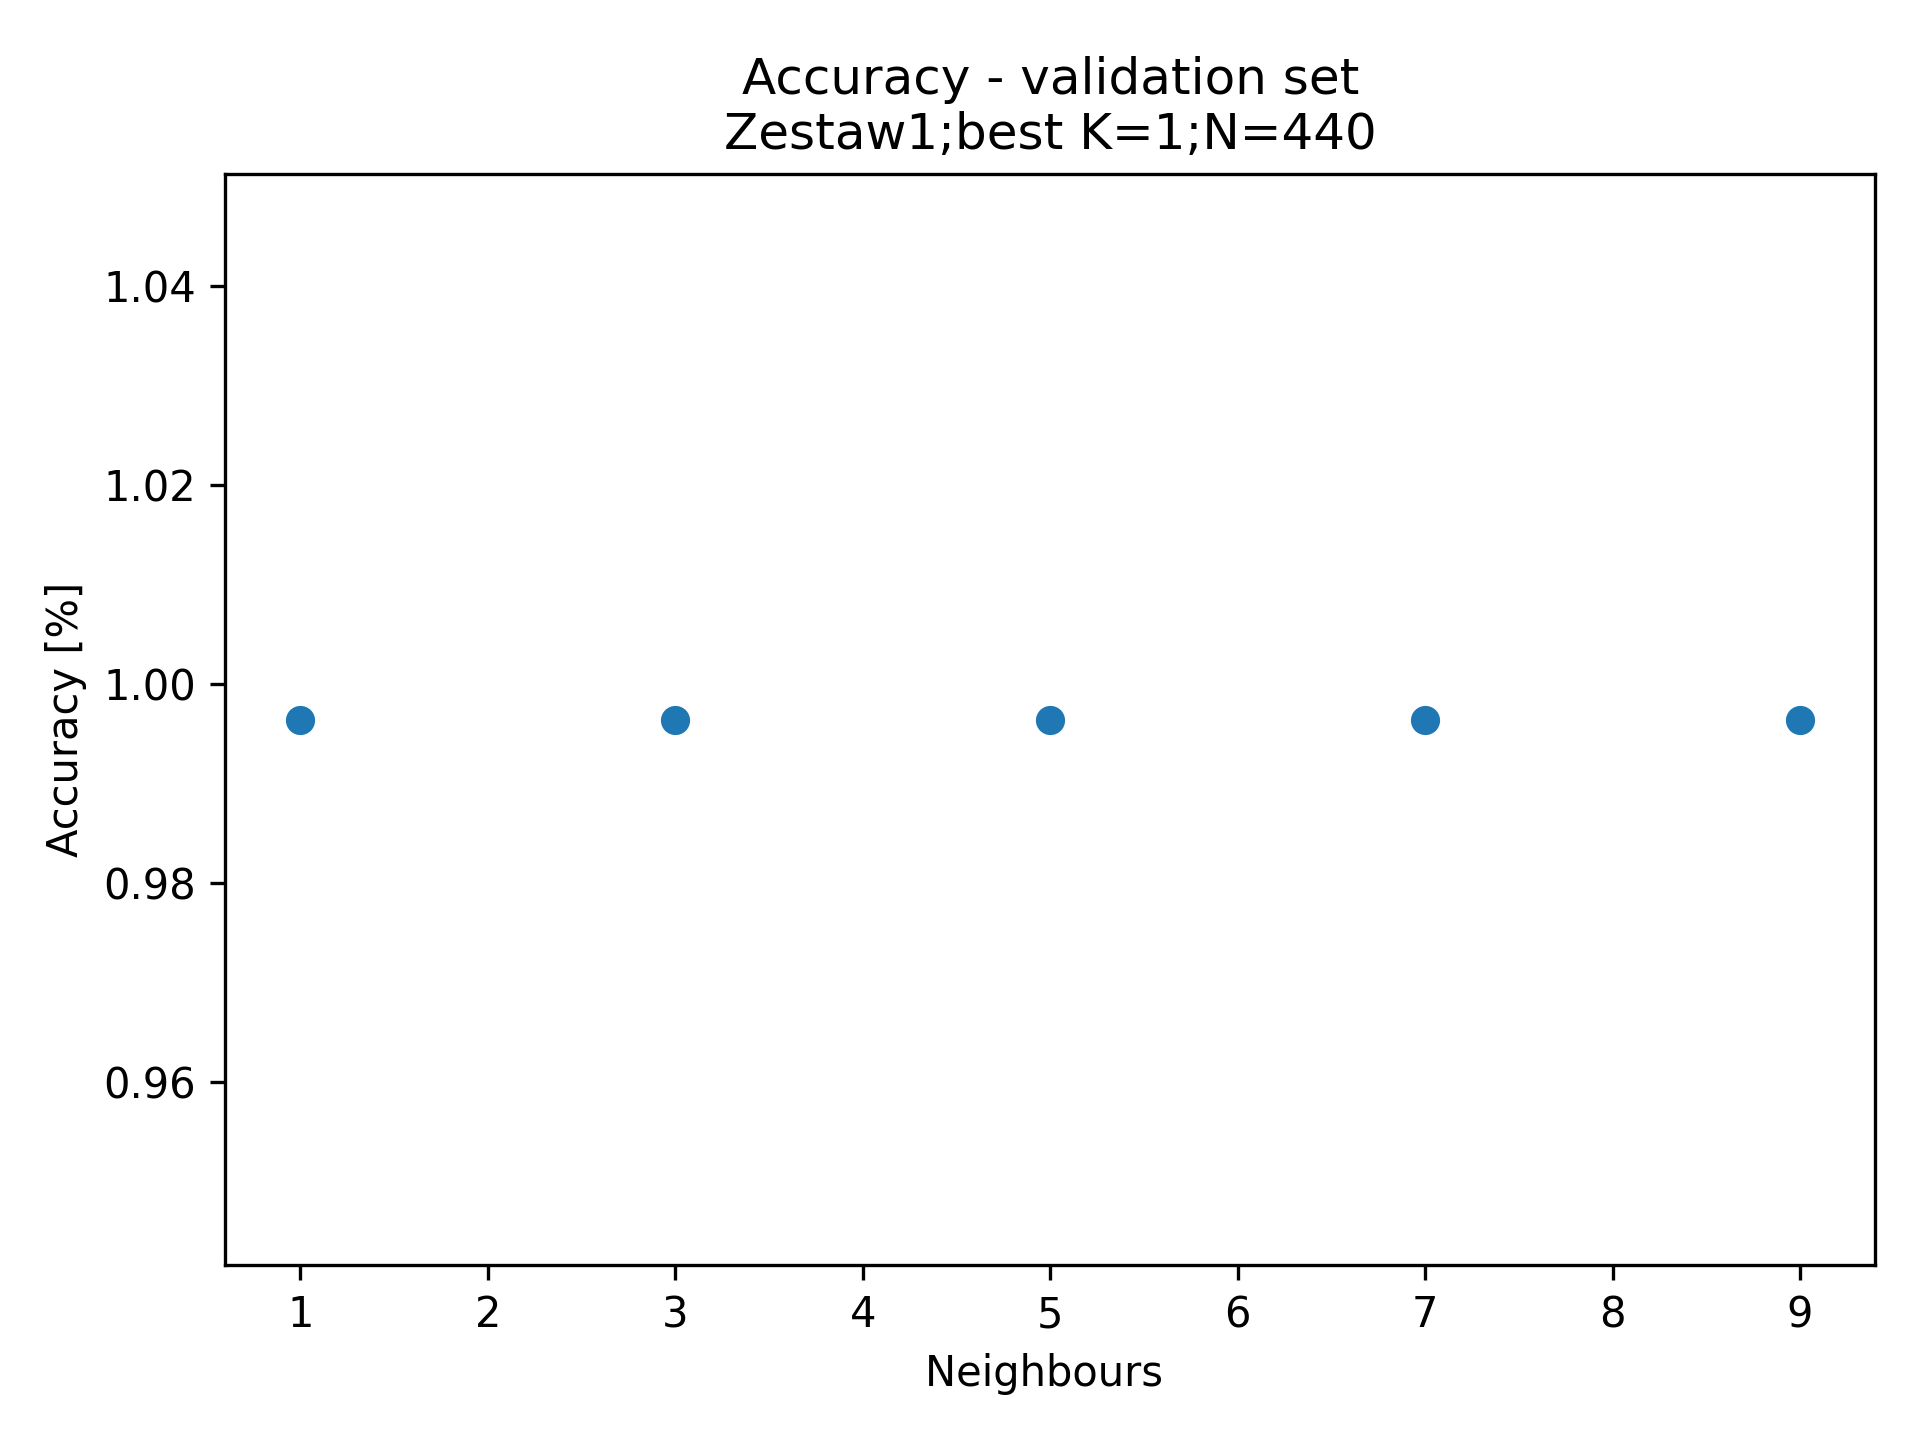 Accuracy - validation set
Zestaw1;best K=1;N=440
1.04
1.02
1.00
0.98
0.96
Accuracy [%]
1 2 3 4 5 6 7 8 9
Neighbours